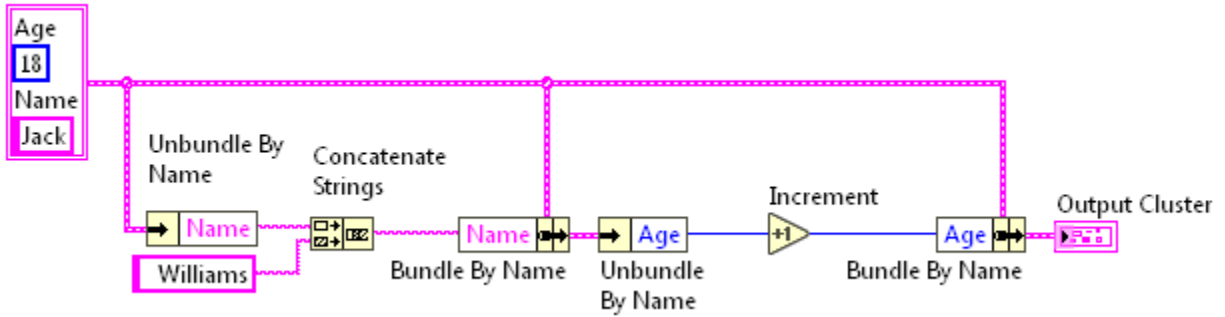 Age
18
Name
Jack
Unbundle By
Name
Concatenate
Strings
Name
Williams
Name
Bundle By Name
Age
Unbundle
By Name
Increment
+1
Age
Bundle By Name
Output Cluster